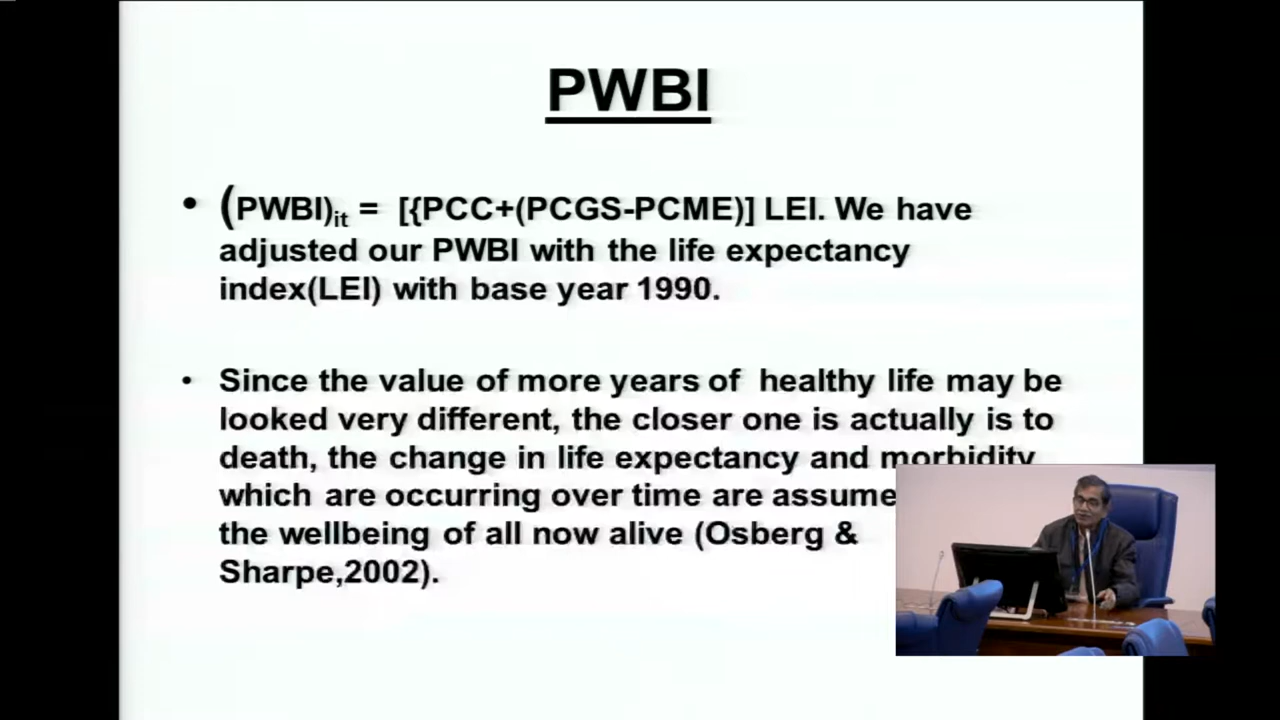 PWBI
• (PWBI)it = [{PCC+(PCGS-PCME)] LEI. We have
adjusted our PWBI with the life expectancy
index(LEI) with base year 1990.
• Since the value of more years of healthy life may be
looked very different, the closer one is actually is to
death, the change in life expectancy and morbidity
which are occurring over time are assume
the wellbeing of all now alive (Osberg &
Sharpe,2002).